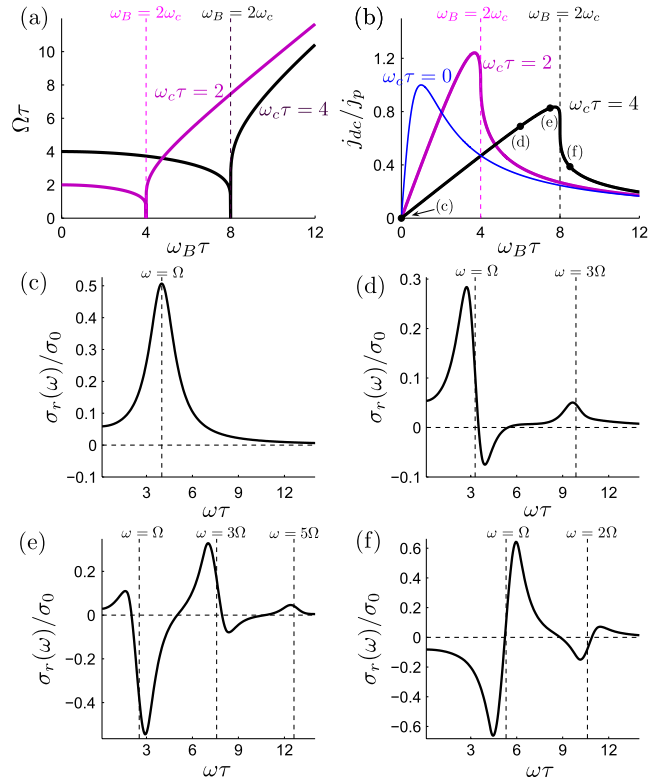 (a)
ω_B = 2ω_c
ω_B = 2ω_c
10
8
6
4
2
0
Ωτ
ω_cτ = 2
ω_cτ = 4
0
4
8
12
ω_Bτ
(b)
ω_B = 2ω_c
ω_B = 2ω_c
1.2
0.8
0.4
0
j_dc/j_p
ω_cτ = 0
ω_cτ = 2
ω_cτ = 4
(c)
(d)
(e)
(f)
0
4
8
12
ω_Bτ
(c)
ω = Ω
0.5
0.4
0.3
0.2
0.1
0
−0.1
σ_r(ω)/σ_0
3
6
9
12
ωτ
(d)
ω = Ω
3Ω
0.3
0.2
0.1
0
−0.1
σ_r(ω)/σ_0
3
6
9
12
ωτ
(e)
ω = Ω
3Ω
5Ω
0.2
0
−0.2
−0.4
σ_r(ω)/σ_0
3
6
9
12
ωτ
(f)
ω = Ω
2Ω
0.6
0.4
0.2
0
−0.2
−0.4
−0.6
σ_r(ω)/σ_0
3
6
9
12
ωτ